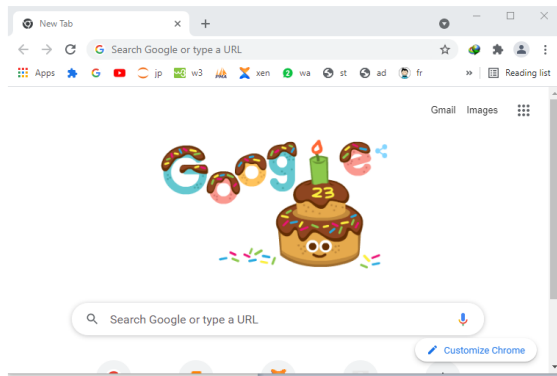 New Tab
Search Google or type a URL
Apps G jp w3 xen wa st ad fr » Reading list
Gmail Images
Google
23
Search Google or type a URL
Customize Chrome